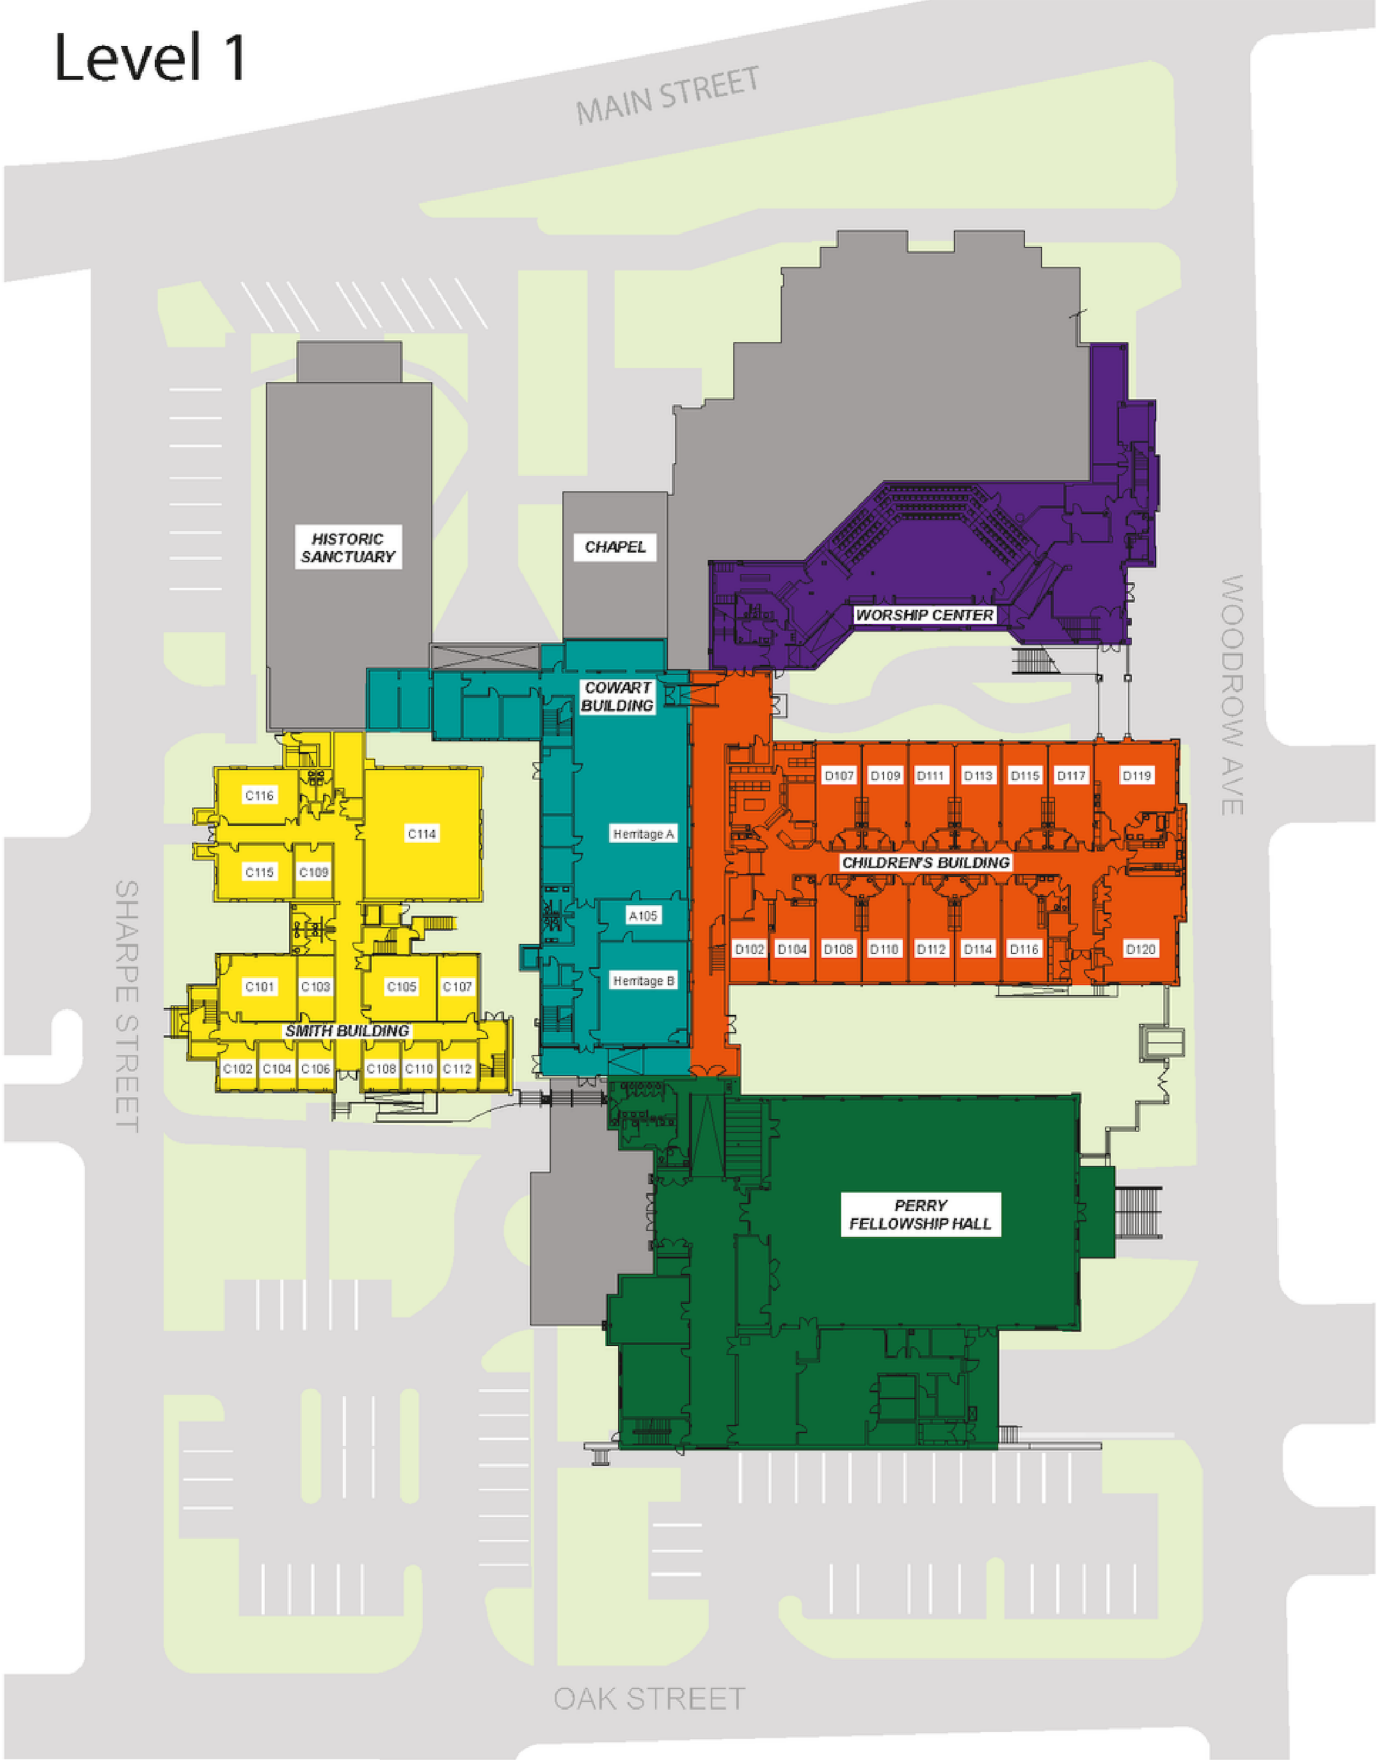 Level 1
MAIN STREET
HISTORIC
SANCTUARY
CHAPEL
WORSHIP CENTER
WOODROW AVE
COWART
BUILDING
D107
D109
D111
D113
D115
D117
D119
C116
C114
Herritage A
CHILDREN'S BUILDING
C115
C109
A105
D102
D104
D108
D110
D112
D114
D116
D120
SHARPE STREET
C101
C103
C105
C107
Herritage B
SMITH BUILDING
C102
C104
C106
C108
C110
C112
PERRY
FELLOWSHIP HALL
OAK STREET